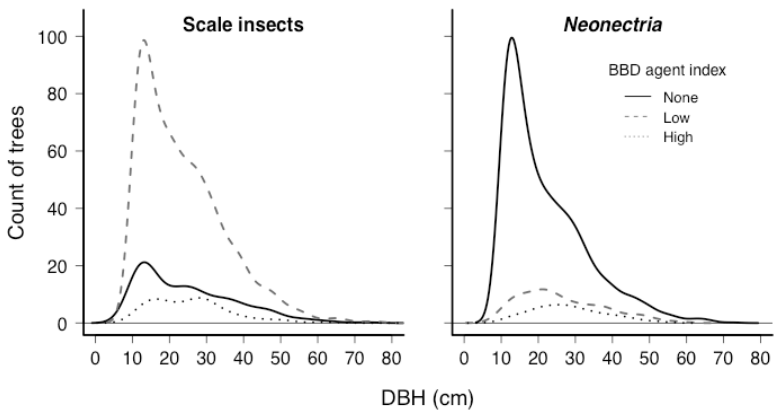 Scale insects
Neonectria
Count of trees
100
80
60
40
20
0
BBD agent index
None
Low
High
0 10 20 30 40 50 60 70 80
0 10 20 30 40 50 60 70 80
DBH (cm)